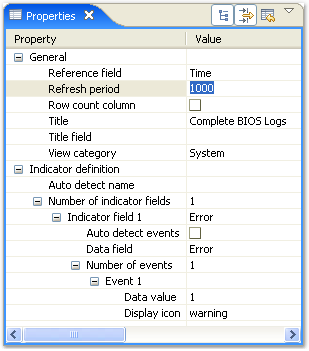 Properties
Property Value
General
Reference field Time
Refresh period 1000
Row count column
Title Complete BIOS Logs
Title field
View category System
Indicator definition
Auto detect name
Number of indicator fields 1
Indicator field 1 Error
Auto detect events
Data field Error
Number of events 1
Event 1
Data value 1
Display icon warning